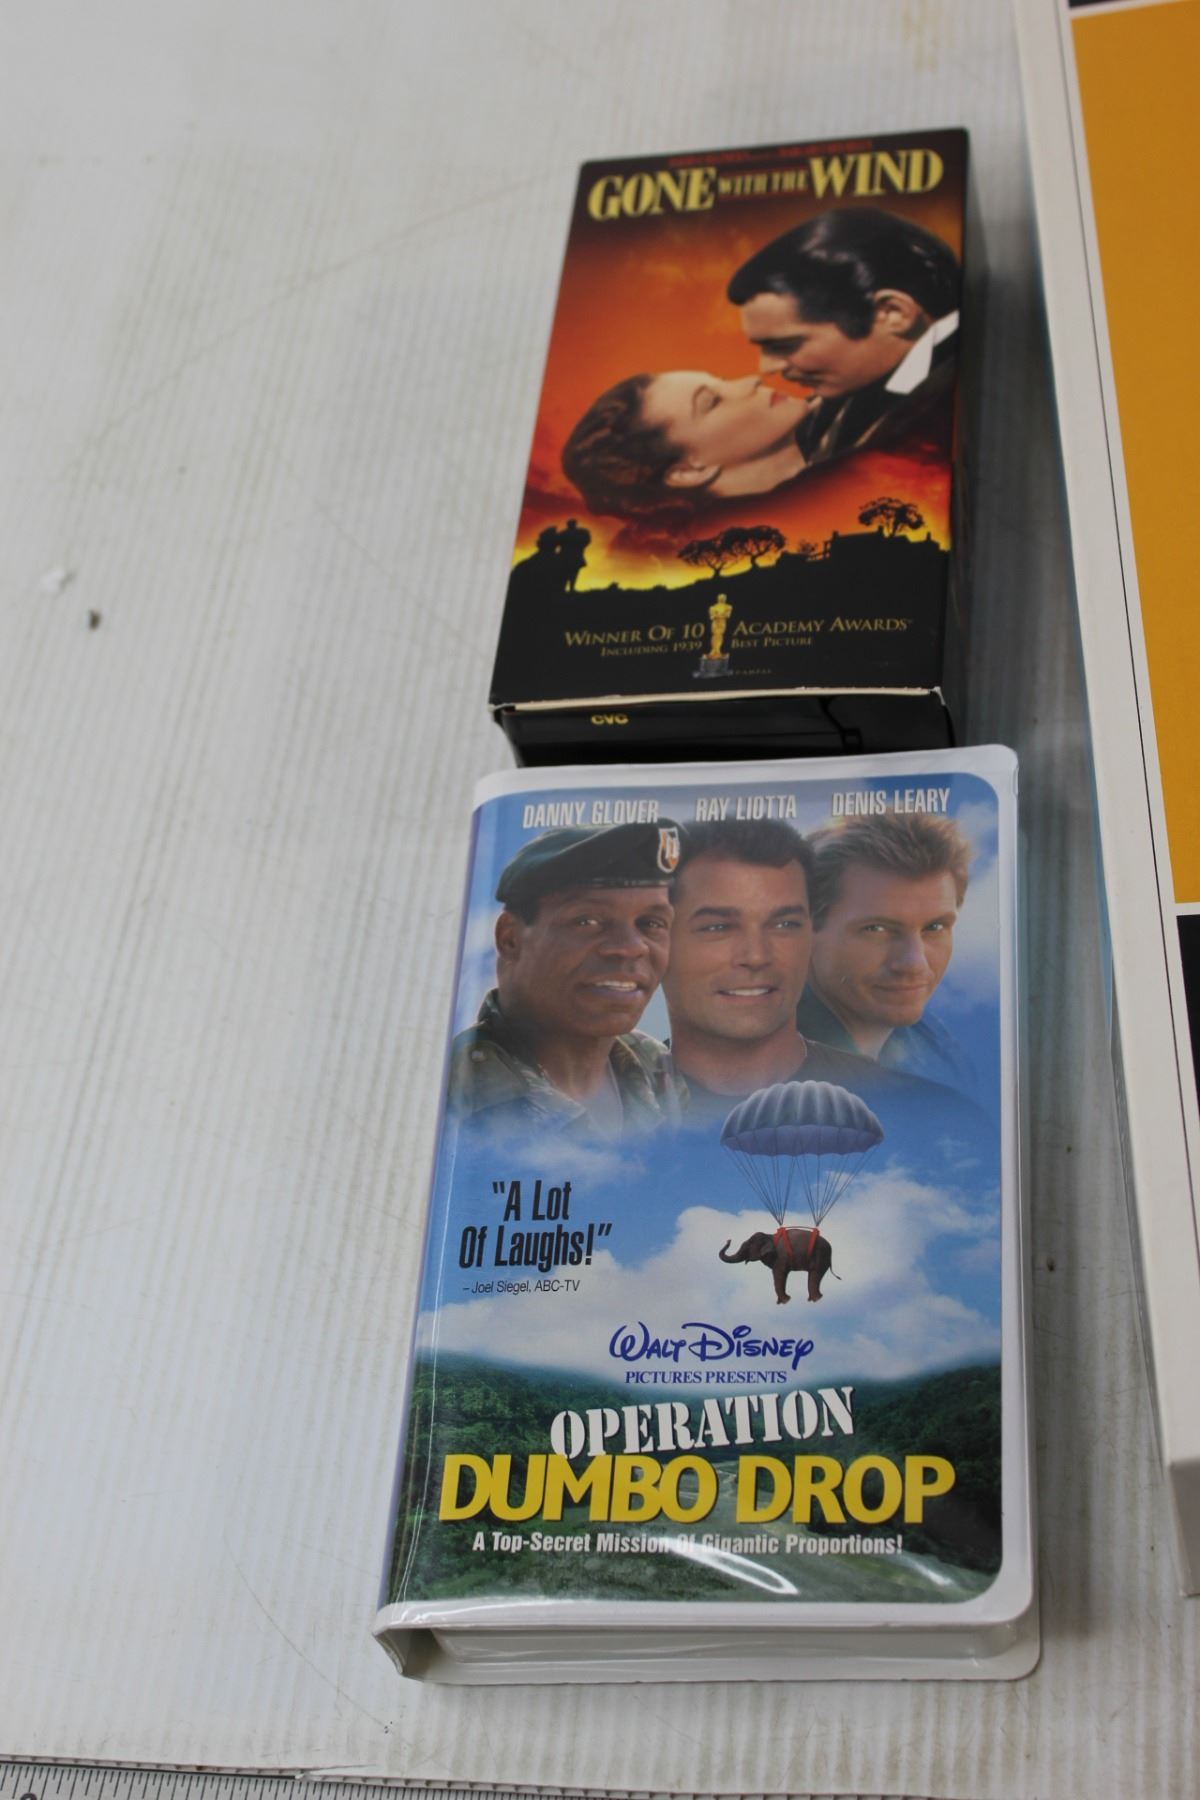 GONE WITH THE WIND
WINNER OF 10 ACADEMY AWARDS
INCLUDING 1939 BEST PICTURE
CVC
DANNY GLOVER RAY LIOTTA DENIS LEARY
"A Lot
Of Laughs!"
– Joel Siegel, ABC-TV
WALT DISNEY
PICTURES PRESENTS
OPERATION
DUMBO DROP
A Top-Secret Mission Of Gigantic Proportions!